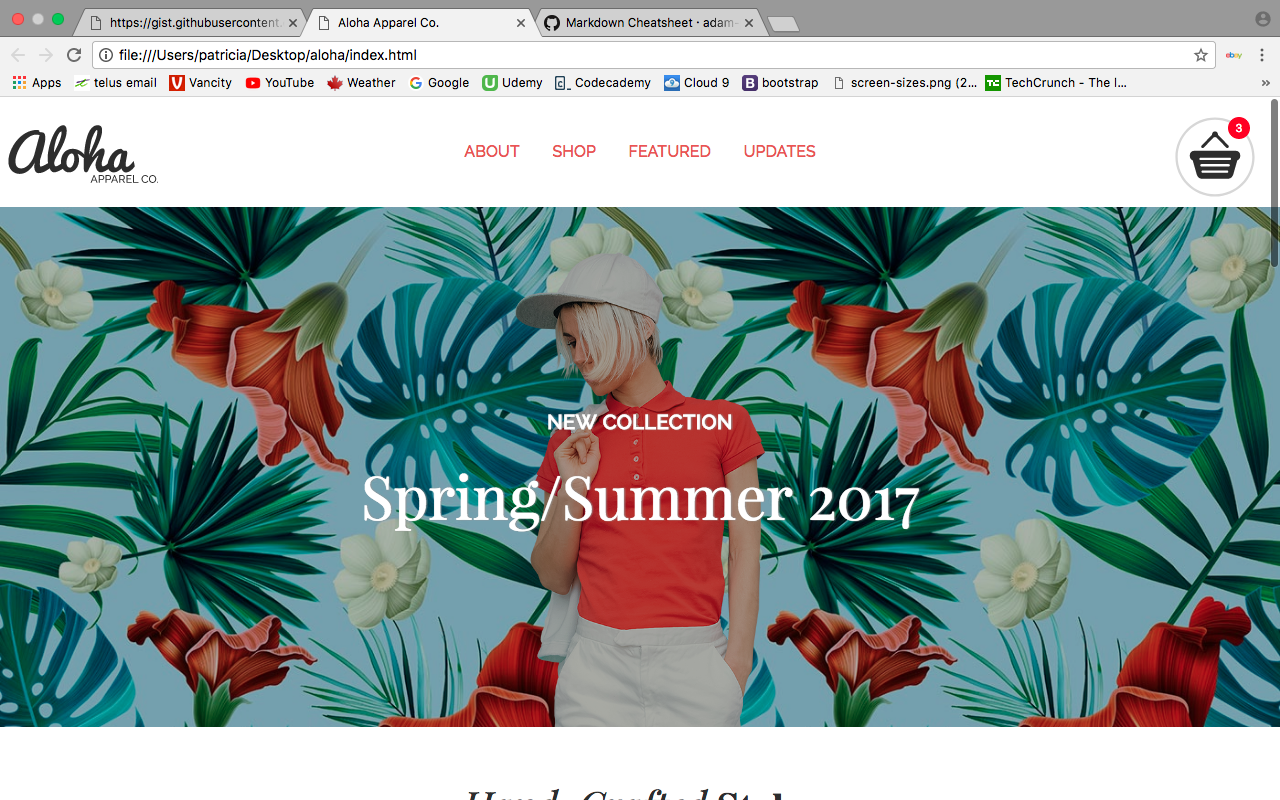 https://gist.githubusercontent.
Aloha Apparel Co.
Markdown Cheatsheet · adam-
file:///Users/patricia/Desktop/aloha/index.html
ebay
Apps
telus email
Vancity
YouTube
Weather
Google
Udemy
Codecademy
Cloud 9
bootstrap
screen-sizes.png (2...
TechCrunch – The I...
Aloha
APPAREL CO.
ABOUT
SHOP
FEATURED
UPDATES
3
NEW COLLECTION
Spring/Summer 2017